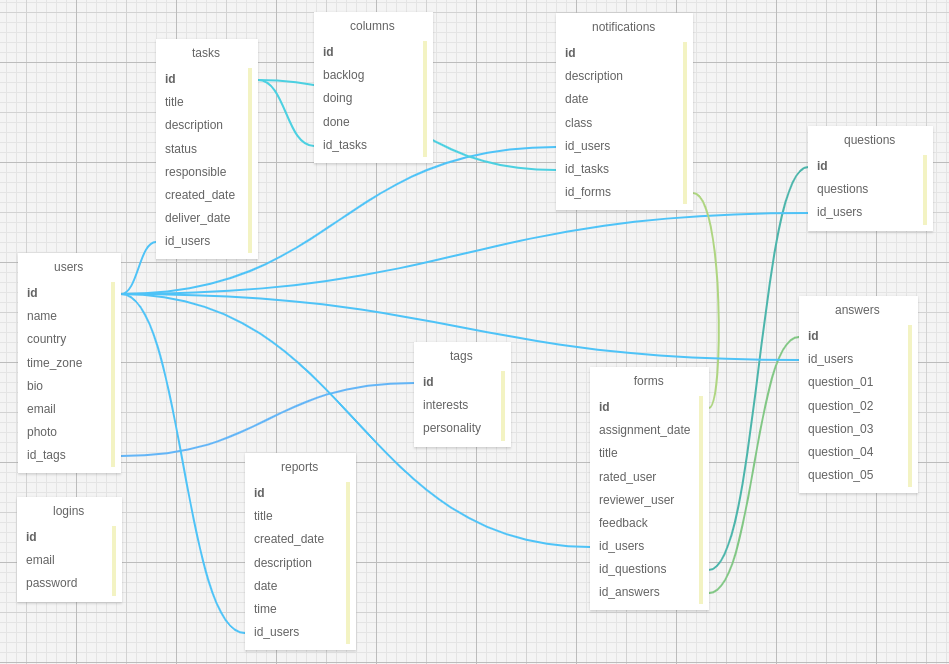 tasks
id
title
description
status
responsible
created_date
deliver_date
id_users
columns
id
backlog
doing
done
id_tasks
notifications
id
description
date
class
id_users
id_tasks
id_forms
questions
id
questions
id_users
users
id
name
country
time_zone
bio
email
photo
id_tags
answers
id
id_users
question_01
question_02
question_03
question_04
question_05
tags
id
interests
personality
forms
id
assignment_date
title
rated_user
reviewer_user
feedback
id_users
id_questions
id_answers
reports
id
title
created_date
description
date
time
id_users
logins
id
email
password